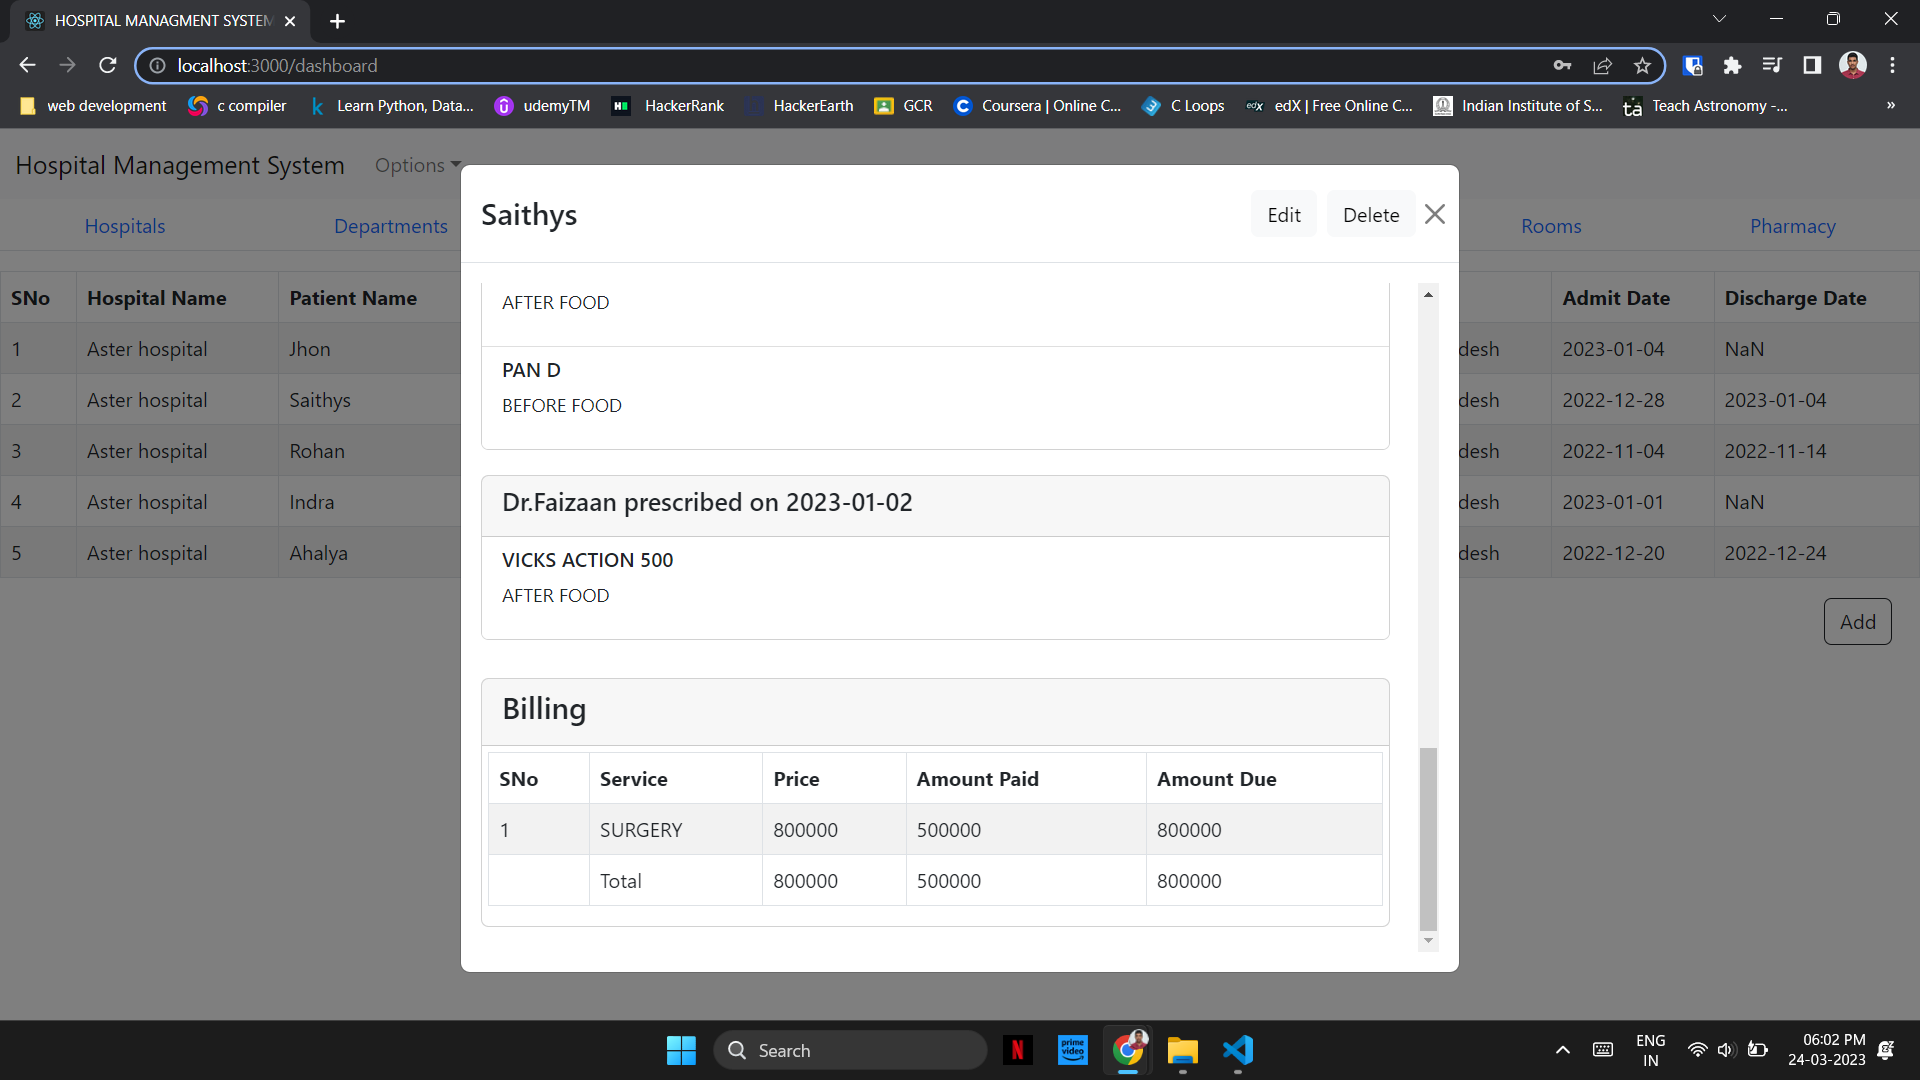 HOSPITAL MANAGMENT SYSTEM
localhost:3000/dashboard
web development c compiler Learn Python, Data... udemyTM HackerRank HackerEarth GCR Coursera | Online C... C Loops edX | Free Online C... Indian Institute of S... Teach Astronomy -... »
Hospital Management System Options
Hospitals Departments Rooms Pharmacy
Saithys Edit Delete
SNo Hospital Name Patient Name Admit Date Discharge Date
1 Aster hospital Jhon desh 2023-01-04 NaN
2 Aster hospital Saithys desh 2022-12-28 2023-01-04
3 Aster hospital Rohan desh 2022-11-04 2022-11-14
4 Aster hospital Indra desh 2023-01-01 NaN
5 Aster hospital Ahalya desh 2022-12-20 2022-12-24
Add
AFTER FOOD
PAN D
BEFORE FOOD
Dr.Faizaan prescribed on 2023-01-02
VICKS ACTION 500
AFTER FOOD
Billing
SNo Service Price Amount Paid Amount Due
1 SURGERY 800000 500000 800000
Total 800000 500000 800000
Search
prime video
ENG
IN
06:02 PM
24-03-2023